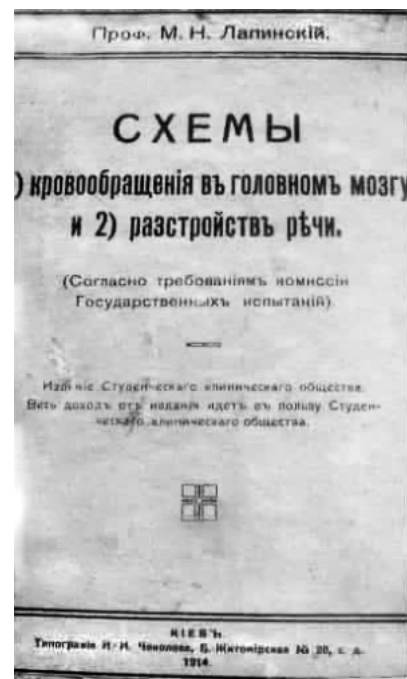 Проф. М. Н. Лапинскій.
СХЕМЫ
) кровообращенія въ головномъ мозгу
и 2) разстройствъ рѣчи.
(Согласно требованіямъ комиссіи
Государственныхъ испытаній)
Изданіе Студенческаго клиническаго общества.
Весь доходъ отъ изданія идетъ въ пользу Студен-
ческаго клиническаго общества.
КІЕВЪ.
Типографія И. И. Чоколова, Б. Житомірская № 20, с. д.
1914.